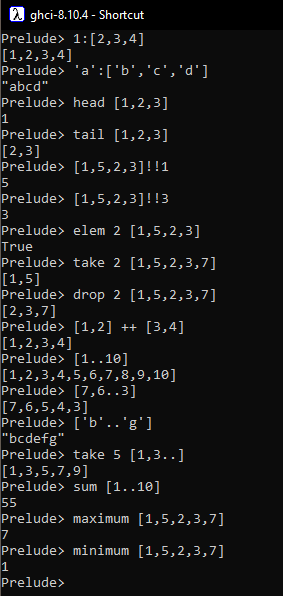 ghci-8.10.4 - Shortcut
Prelude> 1:[2,3,4]
[1,2,3,4]
Prelude> 'a':['b','c','d']
"abcd"
Prelude> head [1,2,3]
1
Prelude> tail [1,2,3]
[2,3]
Prelude> [1,5,2,3]!!1
5
Prelude> [1,5,2,3]!!3
3
Prelude> elem 2 [1,5,2,3]
True
Prelude> take 2 [1,5,2,3,7]
[1,5]
Prelude> drop 2 [1,5,2,3,7]
[2,3,7]
Prelude> [1,2] ++ [3,4]
[1,2,3,4]
Prelude> [1..10]
[1,2,3,4,5,6,7,8,9,10]
Prelude> [7,6..3]
[7,6,5,4,3]
Prelude> ['b'..'g']
"bcdefg"
Prelude> take 5 [1,3..]
[1,3,5,7,9]
Prelude> sum [1..10]
55
Prelude> maximum [1,5,2,3,7]
7
Prelude> minimum [1,5,2,3,7]
1
Prelude>